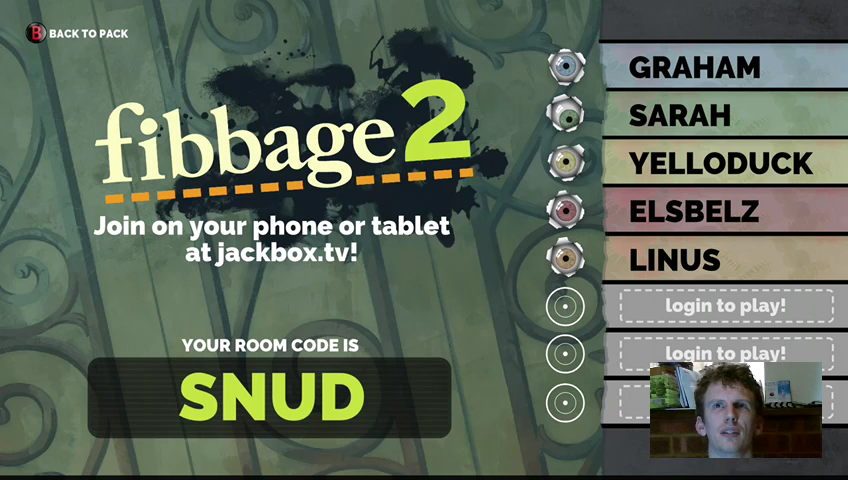 B BACK TO PACK
fibbage 2
Join on your phone or tablet
at jackbox.tv!
YOUR ROOM CODE IS
SNUD
GRAHAM
SARAH
YELLODUCK
ELSBELZ
LINUS
login to play!
login to play!